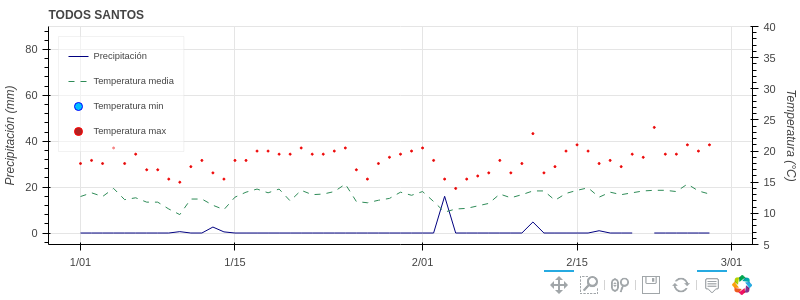 TODOS SANTOS
Precipitación
Temperatura media
Temperatura min
Temperatura max
Precipitación (mm)
80
60
40
20
0
Temperatura (°C)
40
35
30
25
20
15
10
5
1/01
1/15
2/01
2/15
3/01